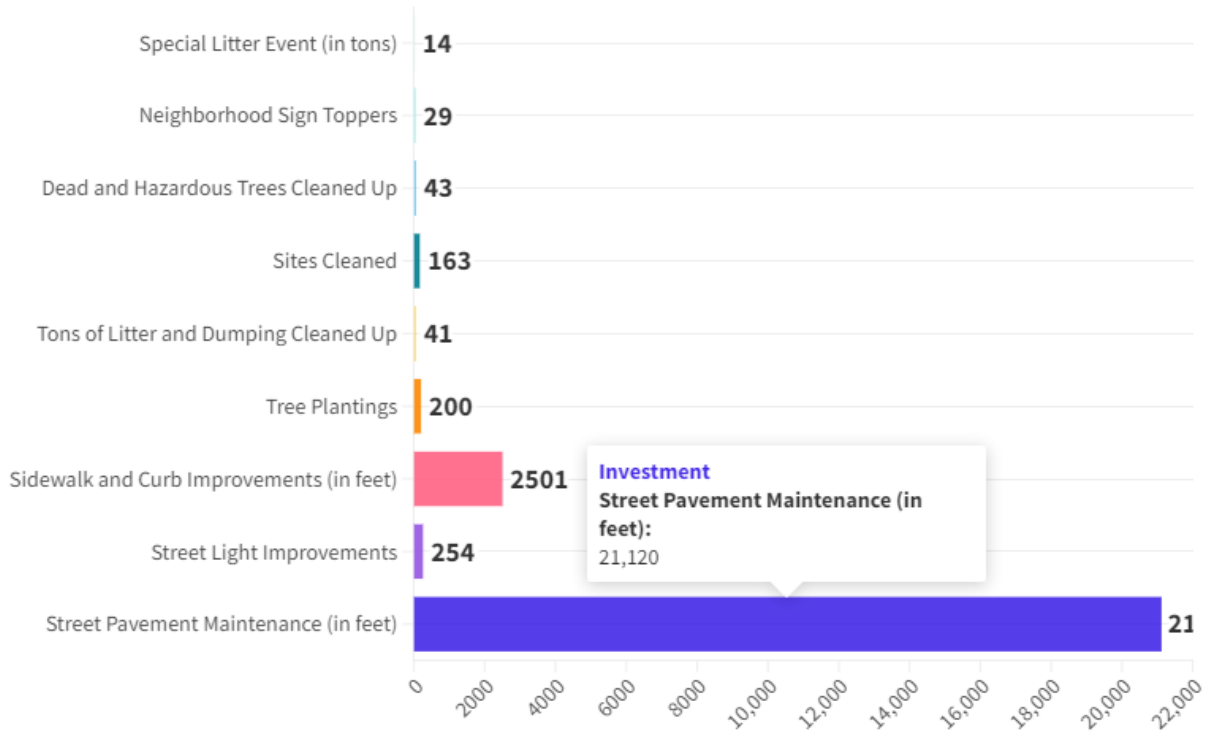 Special Litter Event (in tons) 14
Neighborhood Sign Toppers 29
Dead and Hazardous Trees Cleaned Up 43
Sites Cleaned 163
Tons of Litter and Dumping Cleaned Up 41
Tree Plantings 200
Sidewalk and Curb Improvements (in feet) 2501
Investment
Street Pavement Maintenance (in
feet):
21,120
Street Light Improvements 254
Street Pavement Maintenance (in feet) 21
0 2000 4000 6000 8000 10,000 12,000 14,000 16,000 18,000 20,000 22,000